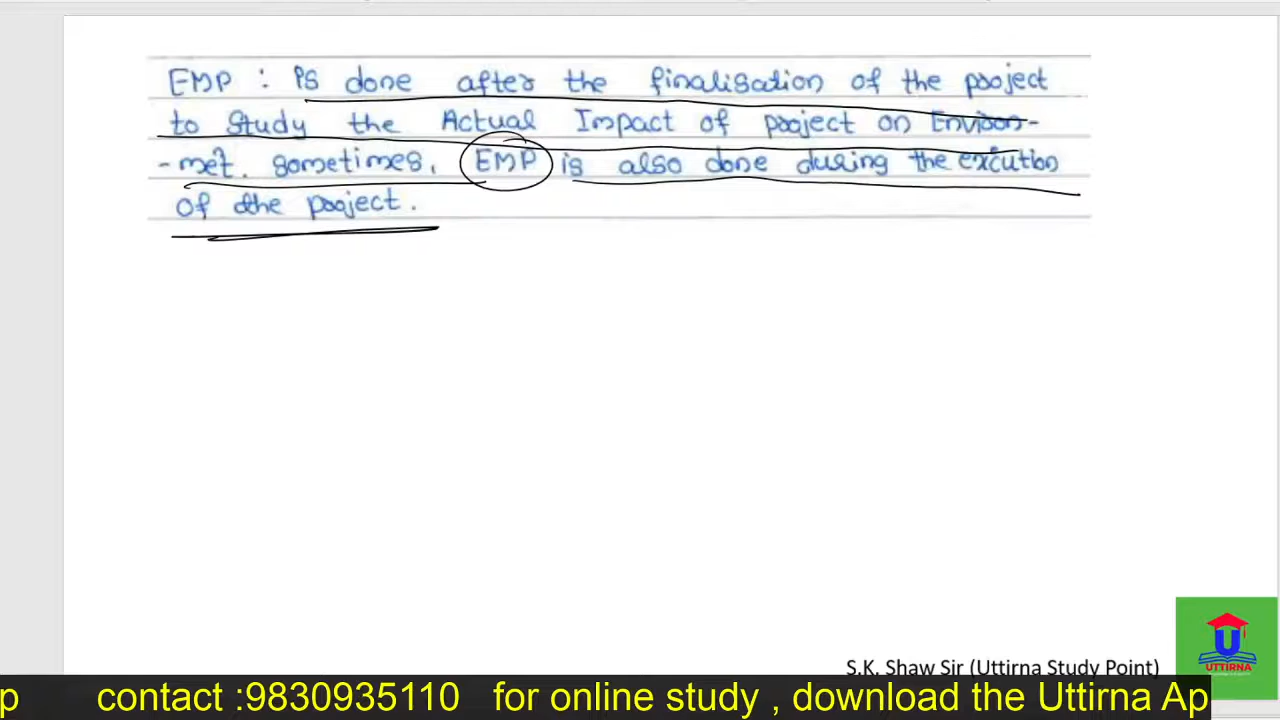 EMP : is done after the finalisation of the project
to study the Actual Impact of project on Environ-
-met. sometimes, EMP is also done during the execution
of the project.
S.K. Shaw Sir (Uttirna Study Point)
UTTIRNA
p contact :9830935110 for online study , download the Uttirna Ap